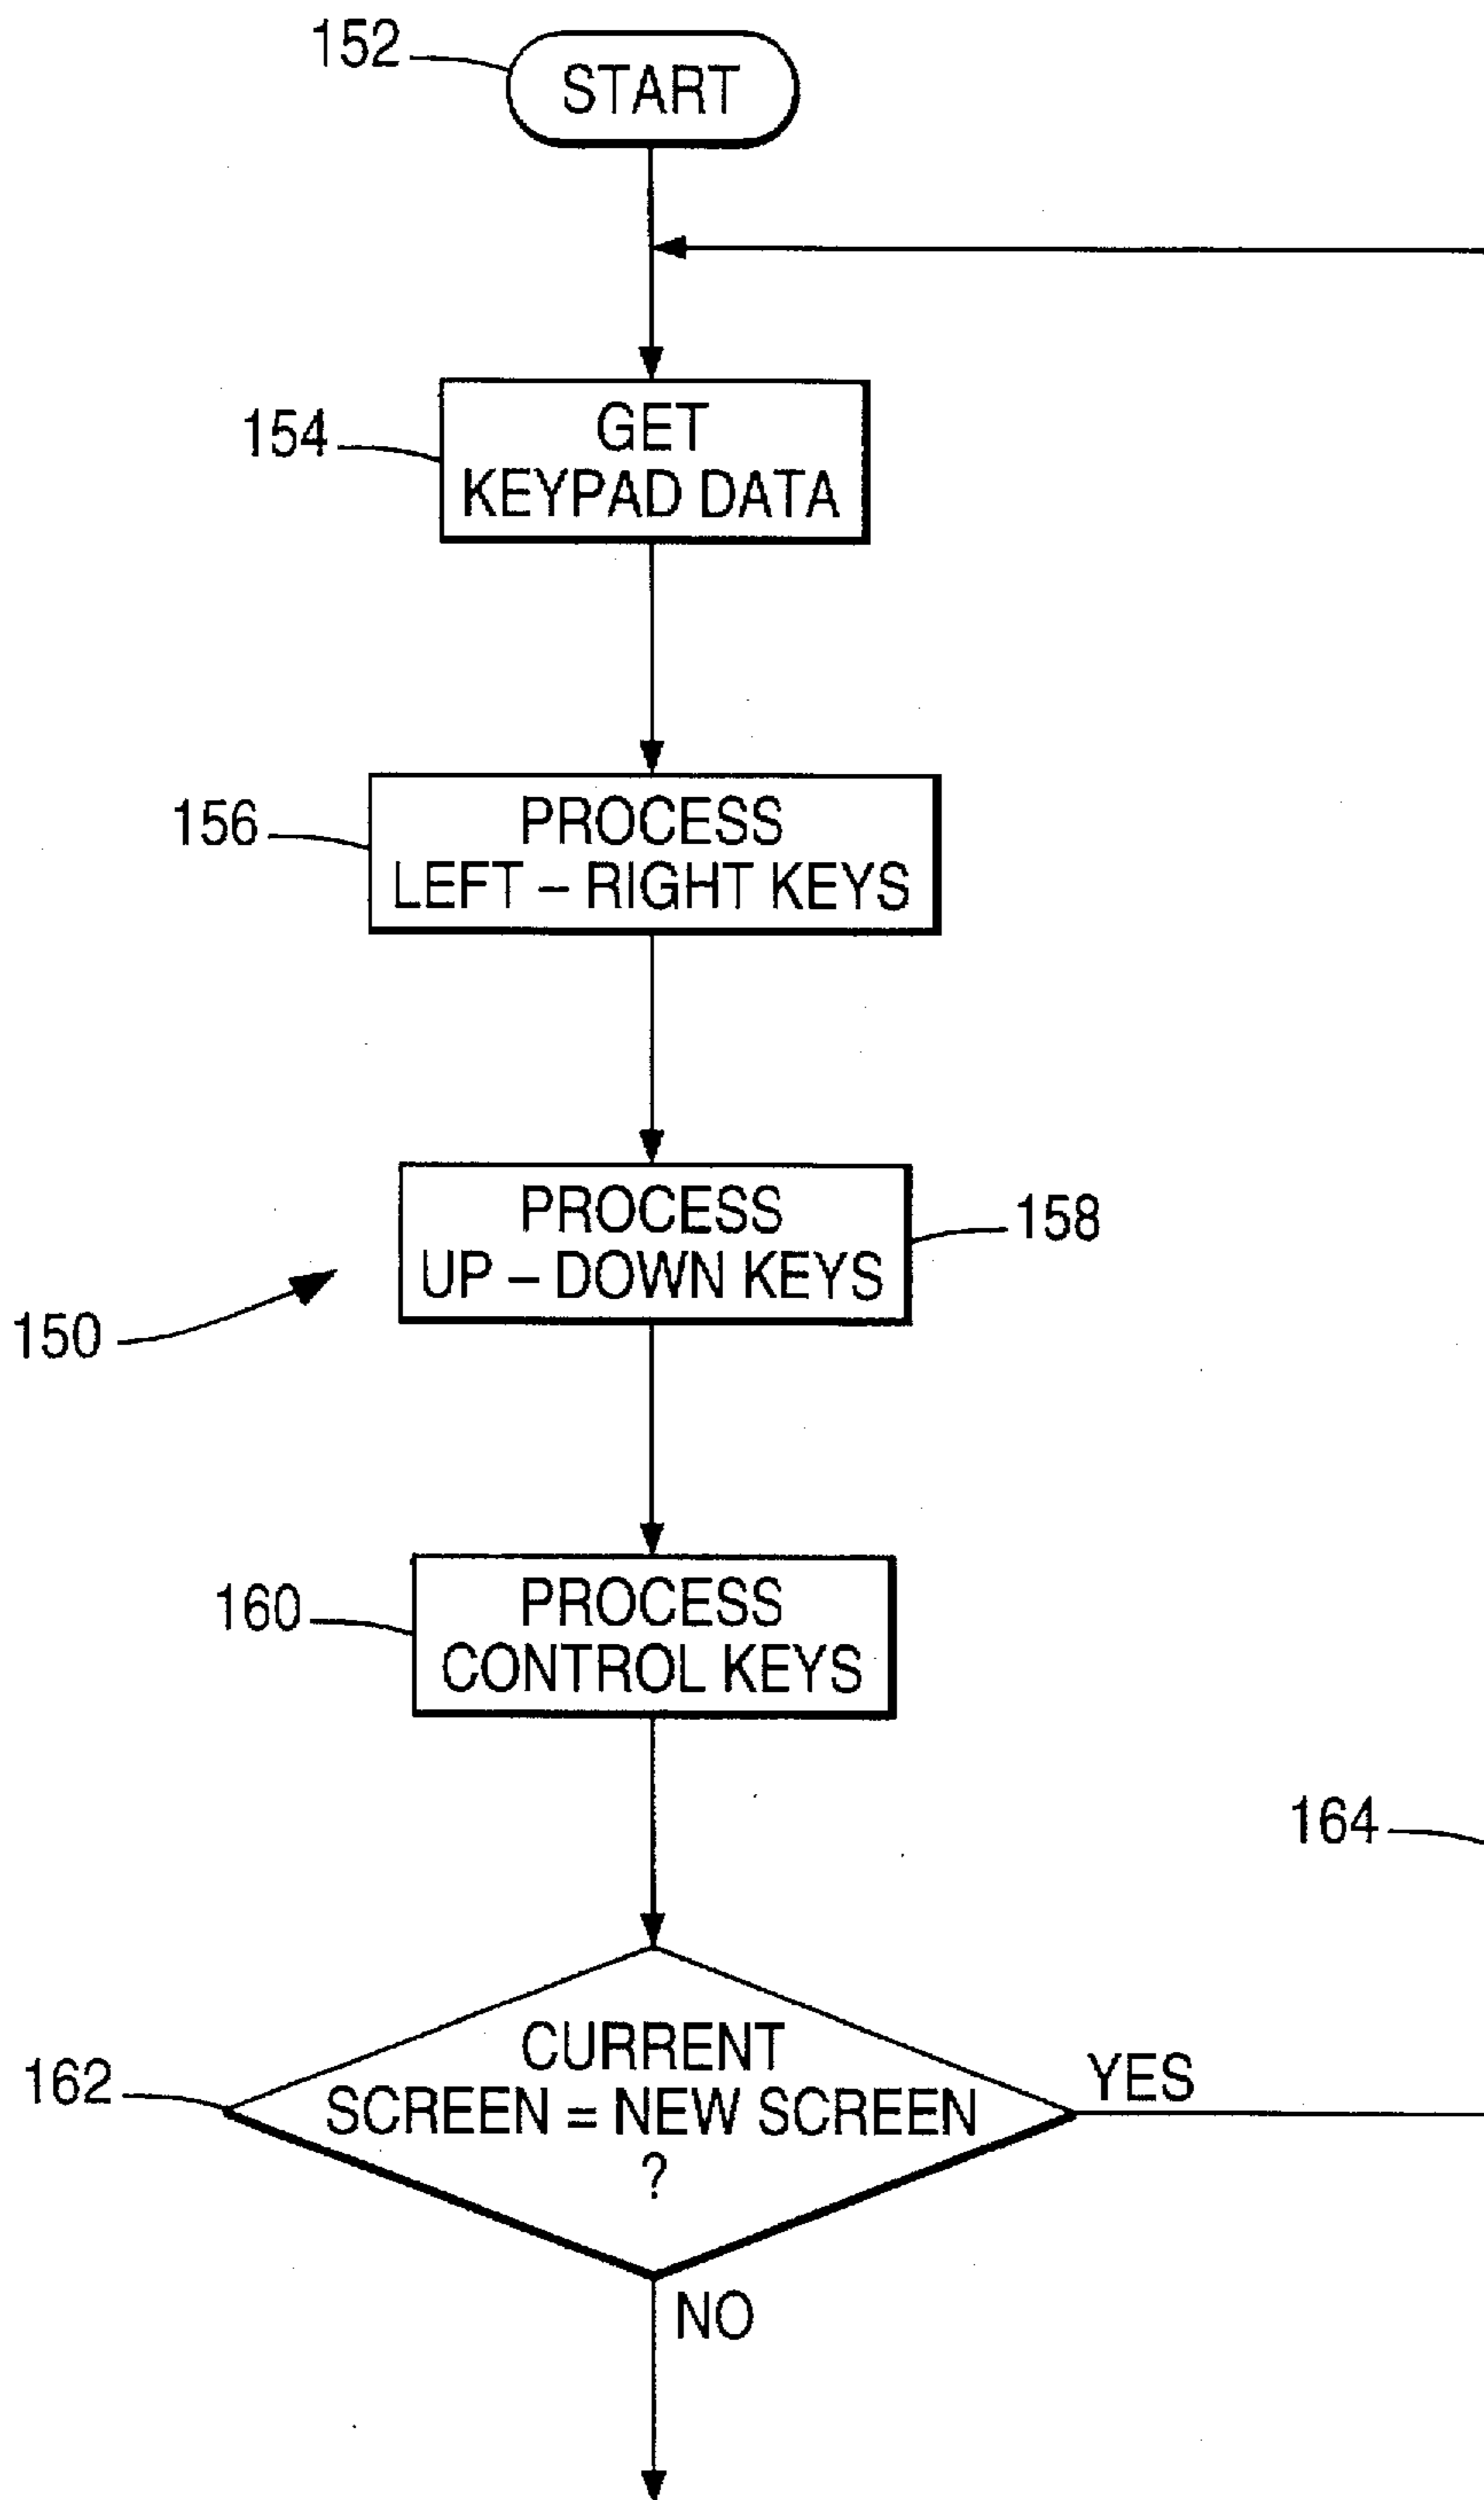 152
START
154
GET
KEYPAD DATA
156
PROCESS
LEFT – RIGHT KEYS
PROCESS
UP – DOWN KEYS
158
150
160
PROCESS
CONTROL KEYS
164
162
CURRENT
SCREEN = NEW SCREEN
?
YES
NO